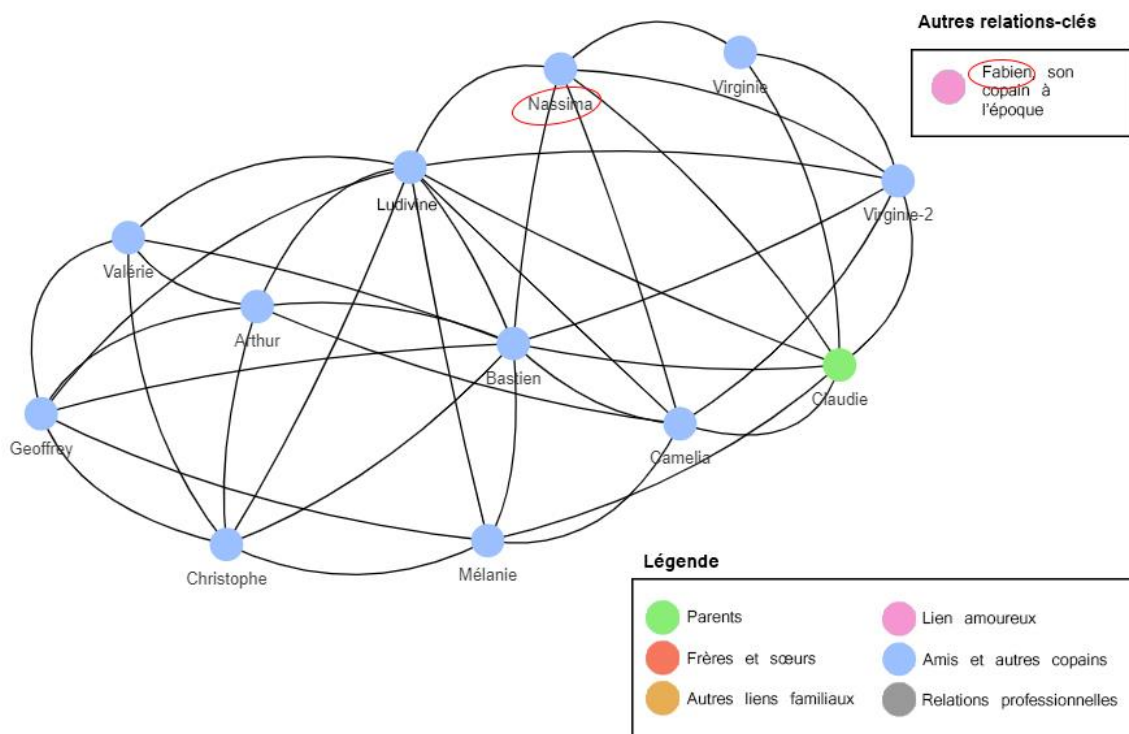 Autres relations-clés
Fabien, son
copain à
l'époque
Virginie
Nassima
Virginie-2
Ludivine
Valérie
Arthur
Bastien
Claudie
Camelia
Geoffrey
Christophe
Mélanie
Légende
Parents
Lien amoureux
Frères et sœurs
Amis et autres copains
Autres liens familiaux
Relations professionnelles